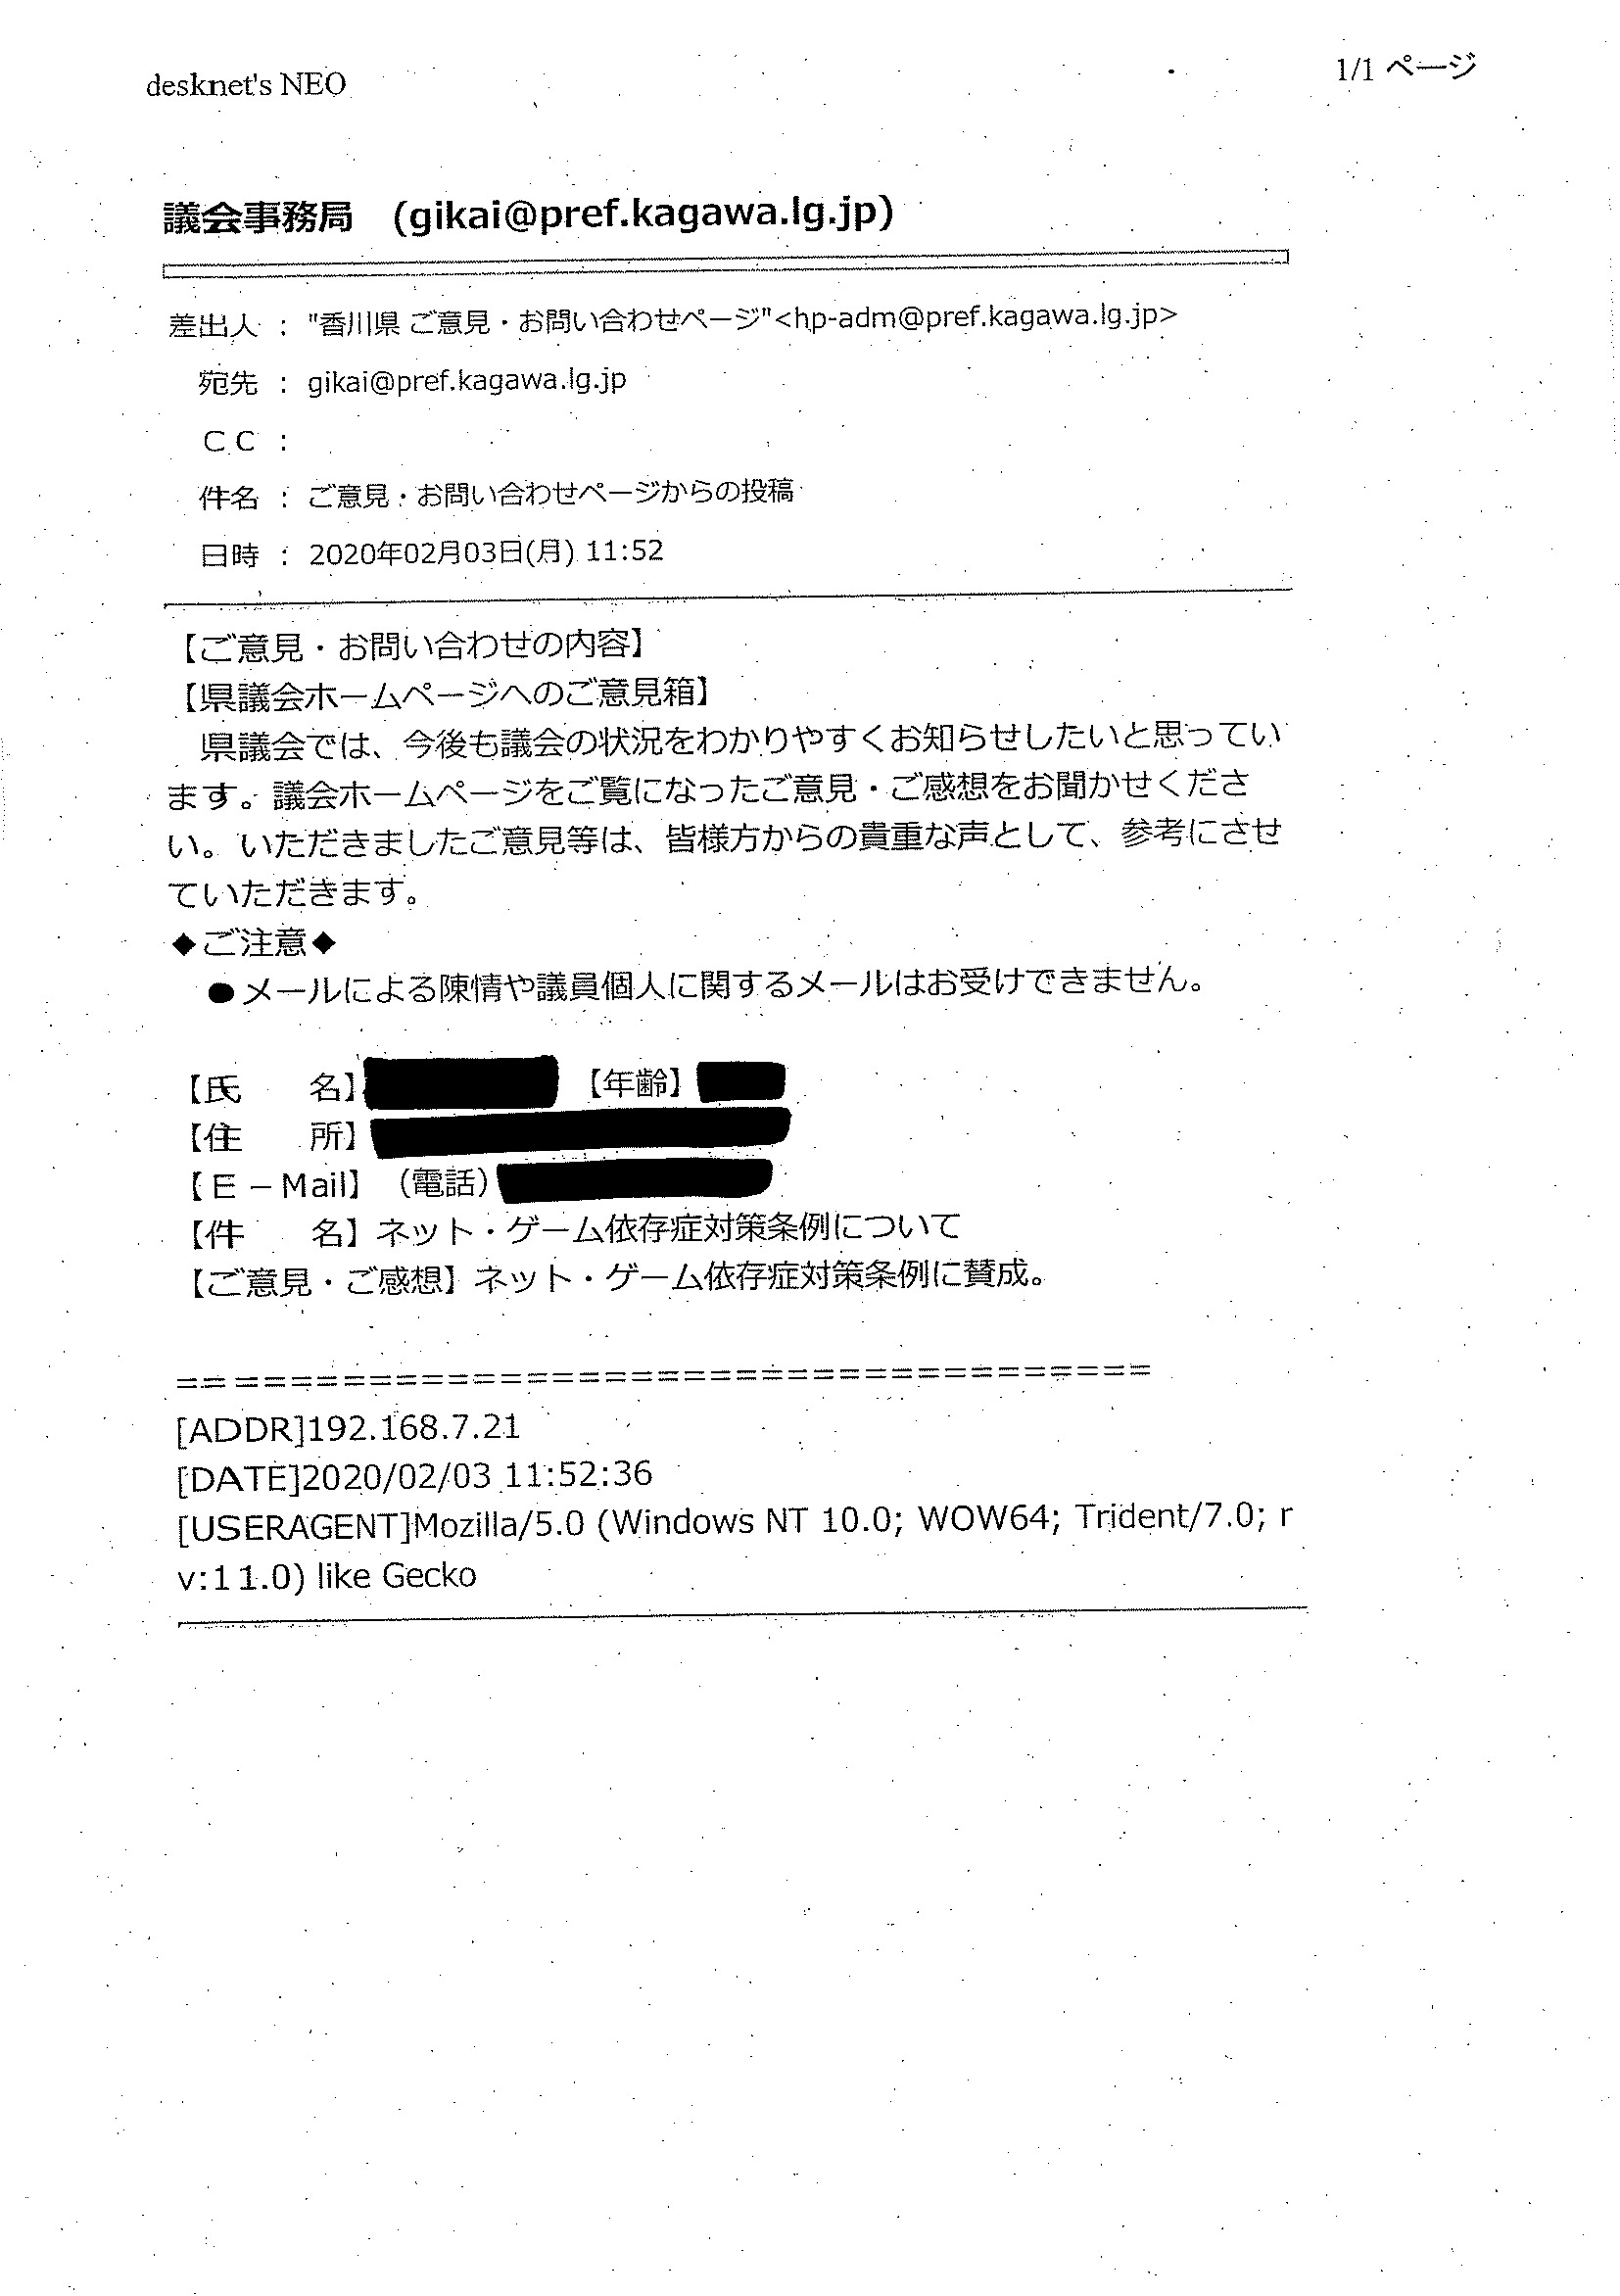 desknet's NEO
1/1 ページ
議会事務局 (gikai@pref.kagawa.lg.jp)
差出人 : "香川県 ご意見・お問い合わせページ"<hp-adm@pref.kagawa.lg.jp>
宛先 : gikai@pref.kagawa.lg.jp
ＣＣ :
件名 : ご意見・お問い合わせページからの投稿
日時 : 2020年02月03日(月) 11:52
【ご意見・お問い合わせの内容】
【県議会ホームページへのご意見箱】
　県議会では、今後も議会の状況をわかりやすくお知らせしたいと思ってい
ます。議会ホームページをご覧になったご意見・ご感想をお聞かせくださ
い。いただきましたご意見等は、皆様方からの貴重な声として、参考にさせ
ていただきます。
◆ご注意◆
　●メールによる陳情や議員個人に関するメールはお受けできません。
【氏　　名】 【年齢】
【住　　所】
【Ｅ－Mail】（電話）
【件　　名】ネット・ゲーム依存症対策条例について
【ご意見・ご感想】ネット・ゲーム依存症対策条例に賛成。
=====================================
[ADDR]192.168.7.21
[DATE]2020/02/03 11:52:36
[USERAGENT]Mozilla/5.0 (Windows NT 10.0; WOW64; Trident/7.0; r
v:11.0) like Gecko